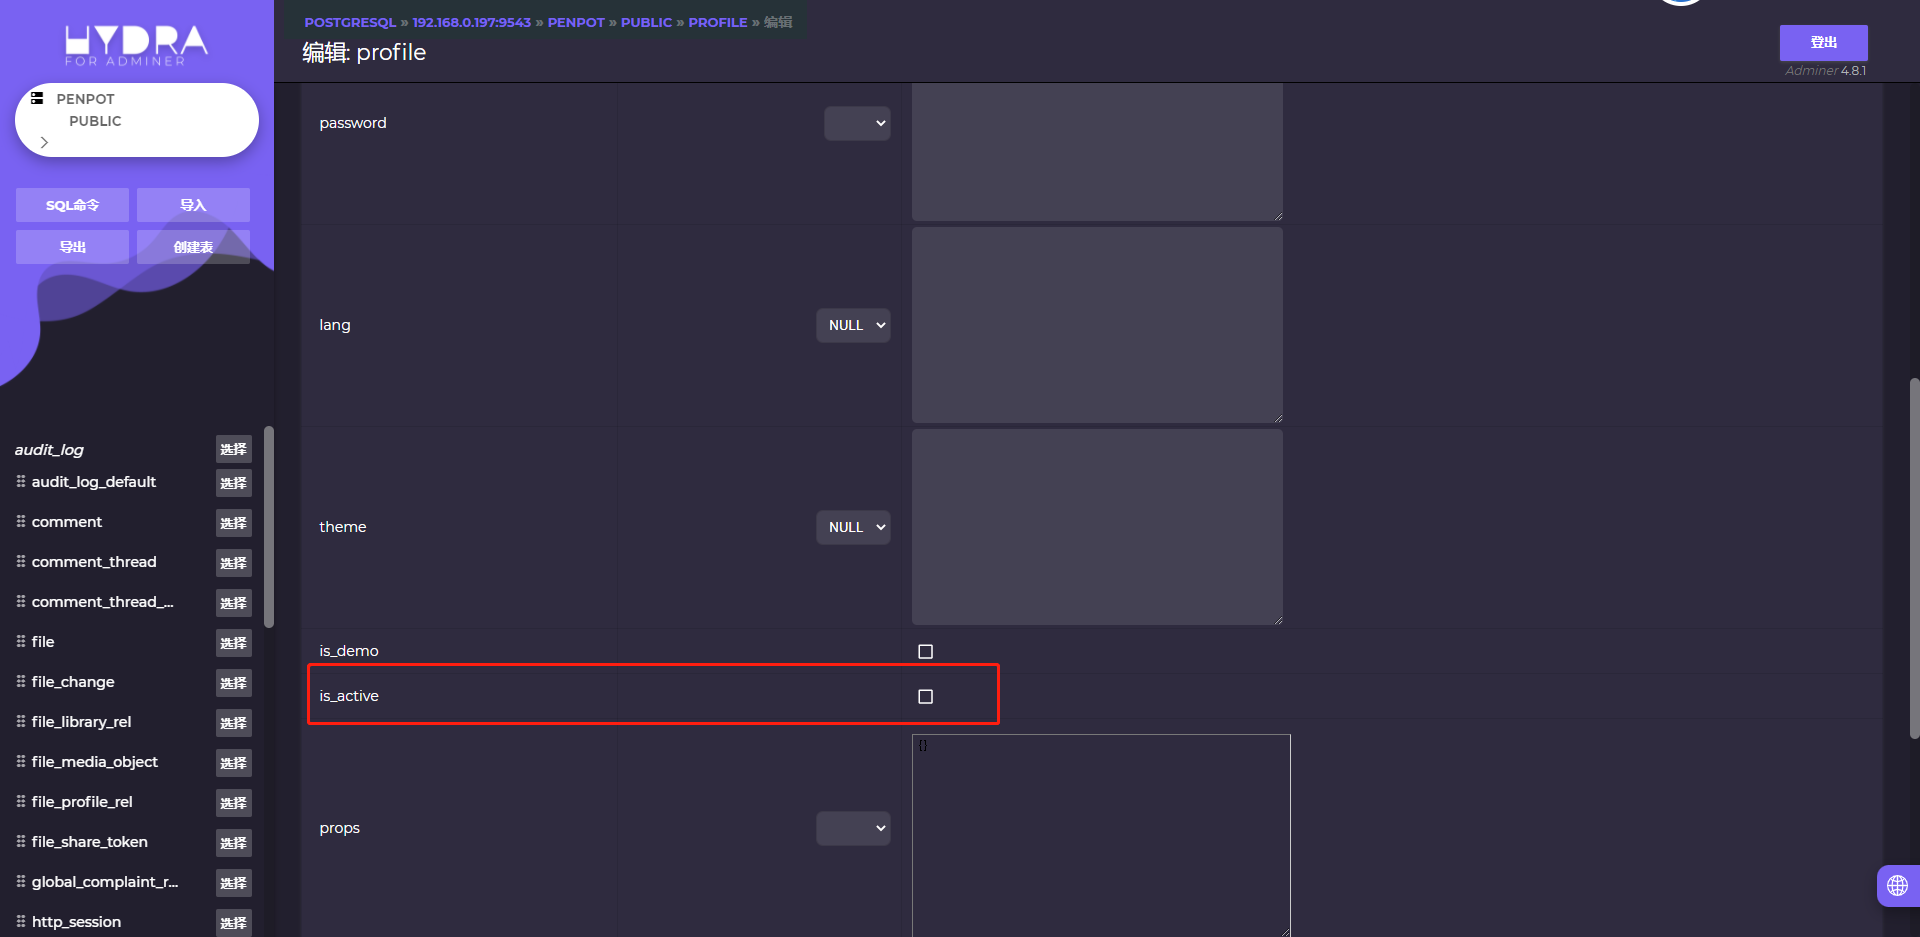 HYDRA
FOR ADMINER
PENPOT
PUBLIC
SQL命令
导入
导出
创建表
audit_log
选择
audit_log_default
选择
comment
选择
comment_thread
选择
comment_thread_...
选择
file
选择
file_change
选择
file_library_rel
选择
file_media_object
选择
file_profile_rel
选择
file_share_token
选择
global_complaint_r...
选择
http_session
选择
POSTGRESQL » 192.168.0.197:9543 » PENPOT » PUBLIC » PROFILE » 编辑
编辑: profile
登出
Adminer 4.8.1
password
lang
NULL
theme
NULL
is_demo
is_active
props
{}